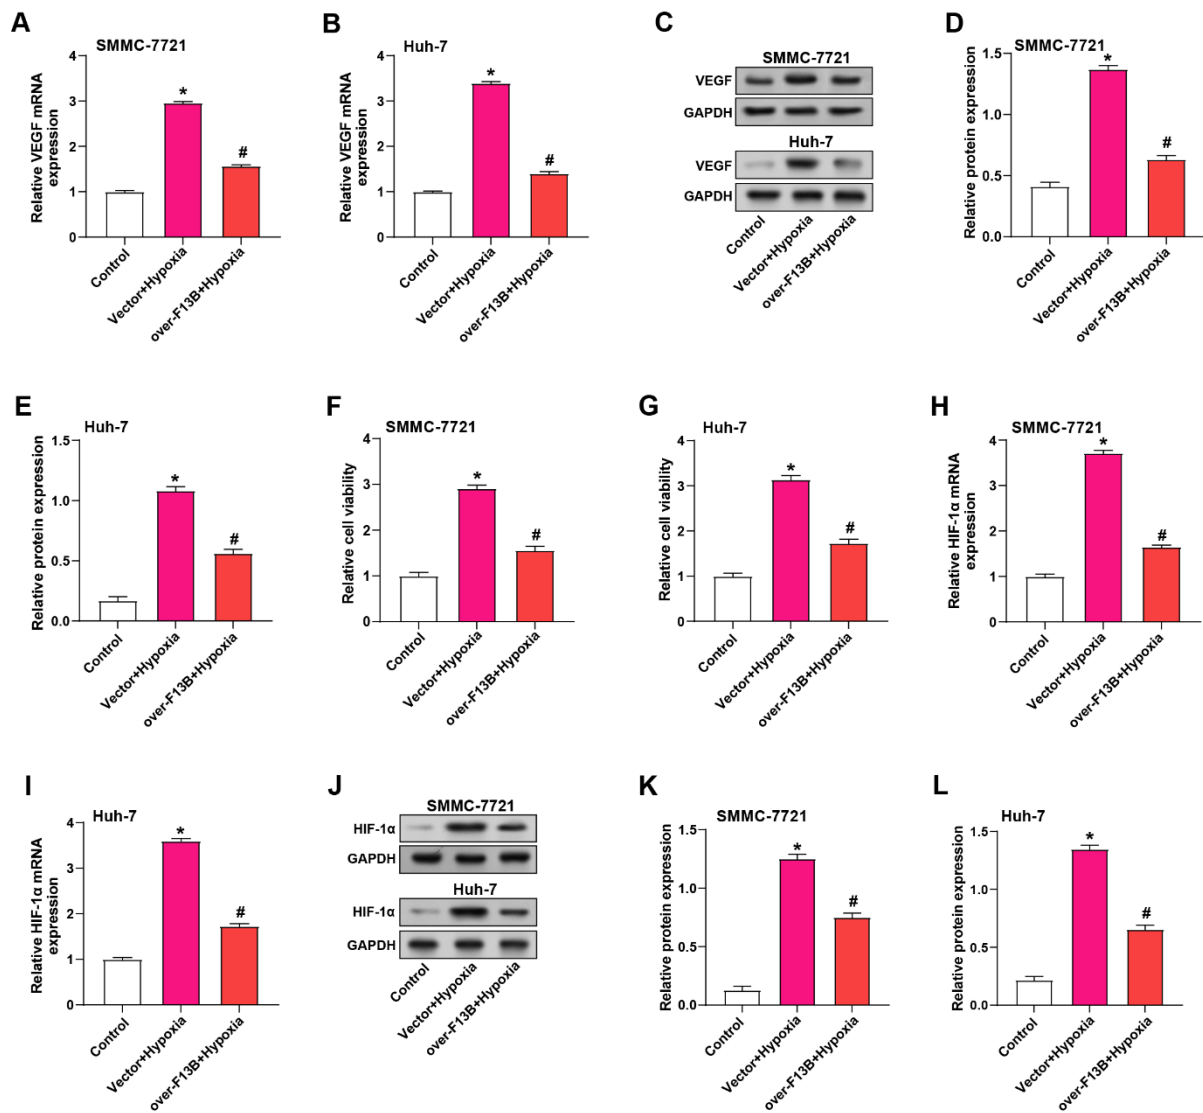 A
SMMC-7721
Relative VEGF mRNA
expression
4
3
2
1
0
*
#
Control
Vector+Hypoxia
over-F13B+Hypoxia
B
Huh-7
Relative VEGF mRNA
expression
4
3
2
1
0
*
#
Control
Vector+Hypoxia
over-F13B+Hypoxia
C
SMMC-7721
VEGF
GAPDH
Huh-7
VEGF
GAPDH
Control
Vector+Hypoxia
over-F13B+Hypoxia
D
SMMC-7721
Relative protein expression
1.5
1.0
0.5
0.0
*
#
Control
Vector+Hypoxia
over-F13B+Hypoxia
E
Huh-7
Relative protein expression
1.5
1.0
0.5
0.0
*
#
Control
Vector+Hypoxia
over-F13B+Hypoxia
F
SMMC-7721
Relative cell viability
4
3
2
1
0
*
#
Control
Vector+Hypoxia
over-F13B+Hypoxia
G
Huh-7
Relative cell viability
4
3
2
1
0
*
#
Control
Vector+Hypoxia
over-F13B+Hypoxia
H
SMMC-7721
Relative HIF-1α mRNA
expression
4
3
2
1
0
*
#
Control
Vector+Hypoxia
over-F13B+Hypoxia
I
Huh-7
Relative HIF-1α mRNA
expression
4
3
2
1
0
*
#
Control
Vector+Hypoxia
over-F13B+Hypoxia
J
SMMC-7721
HIF-1α
GAPDH
Huh-7
HIF-1α
GAPDH
Control
Vector+Hypoxia
over-F13B+Hypoxia
K
SMMC-7721
Relative protein expression
1.5
1.0
0.5
0.0
*
#
Control
Vector+Hypoxia
over-F13B+Hypoxia
L
Huh-7
Relative protein expression
1.5
1.0
0.5
0.0
*
#
Control
Vector+Hypoxia
over-F13B+Hypoxia